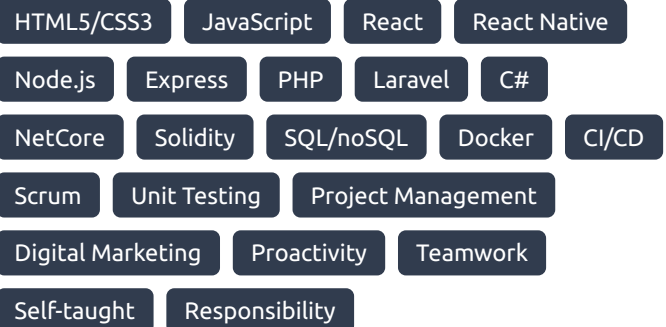 HTML5/CSS3 JavaScript React React Native
Node.js Express PHP Laravel C#
NetCore Solidity SQL/noSQL Docker CI/CD
Scrum Unit Testing Project Management
Digital Marketing Proactivity Teamwork
Self-taught Responsibility